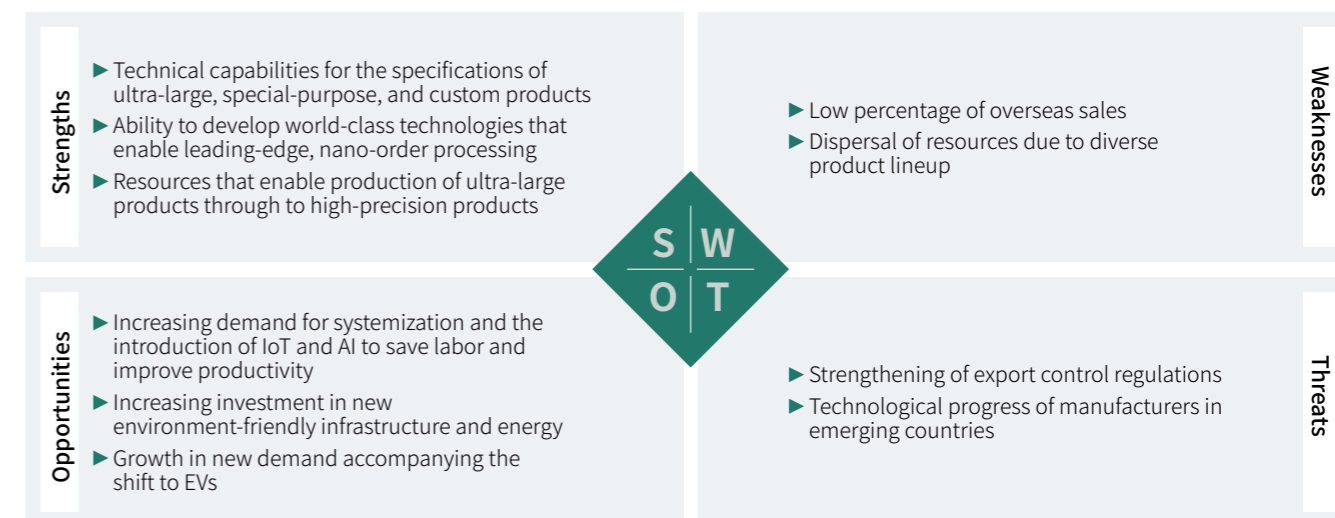 Strengths
▶ Technical capabilities for the specifications of
ultra-large, special-purpose, and custom products
▶ Ability to develop world-class technologies that
enable leading-edge, nano-order processing
▶ Resources that enable production of ultra-large
products through to high-precision products
Weaknesses
▶ Low percentage of overseas sales
▶ Dispersal of resources due to diverse
product lineup
S W
O T
Opportunities
▶ Increasing demand for systemization and the
introduction of IoT and AI to save labor and
improve productivity
▶ Increasing investment in new
environment-friendly infrastructure and energy
▶ Growth in new demand accompanying the
shift to EVs
Threats
▶ Strengthening of export control regulations
▶ Technological progress of manufacturers in
emerging countries